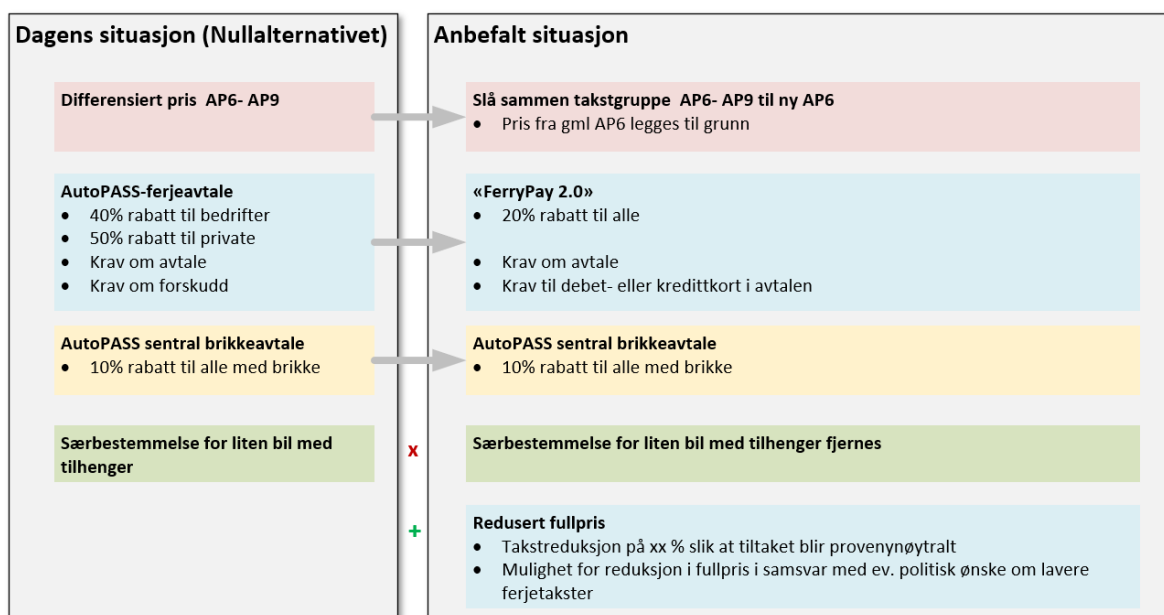 Dagens situasjon (Nullalternativet)
Differensiert pris AP6- AP9
AutoPASS-ferjeavtale
• 40% rabatt til bedrifter
• 50% rabatt til private
• Krav om avtale
• Krav om forskudd
AutoPASS sentral brikkeavtale
• 10% rabatt til alle med brikke
Særbestemmelse for liten bil med
tilhenger
x
+
Anbefalt situasjon
Slå sammen takstgruppe AP6- AP9 til ny AP6
• Pris fra gml AP6 legges til grunn
«FerryPay 2.0»
• 20% rabatt til alle
• Krav om avtale
• Krav til debet- eller kredittkort i avtalen
AutoPASS sentral brikkeavtale
• 10% rabatt til alle med brikke
Særbestemmelse for liten bil med tilhenger fjernes
Redusert fullpris
• Takstreduksjon på xx % slik at tiltaket blir provenynøytralt
• Mulighet for reduksjon i fullpris i samsvar med ev. politisk ønske om lavere
ferjetakster